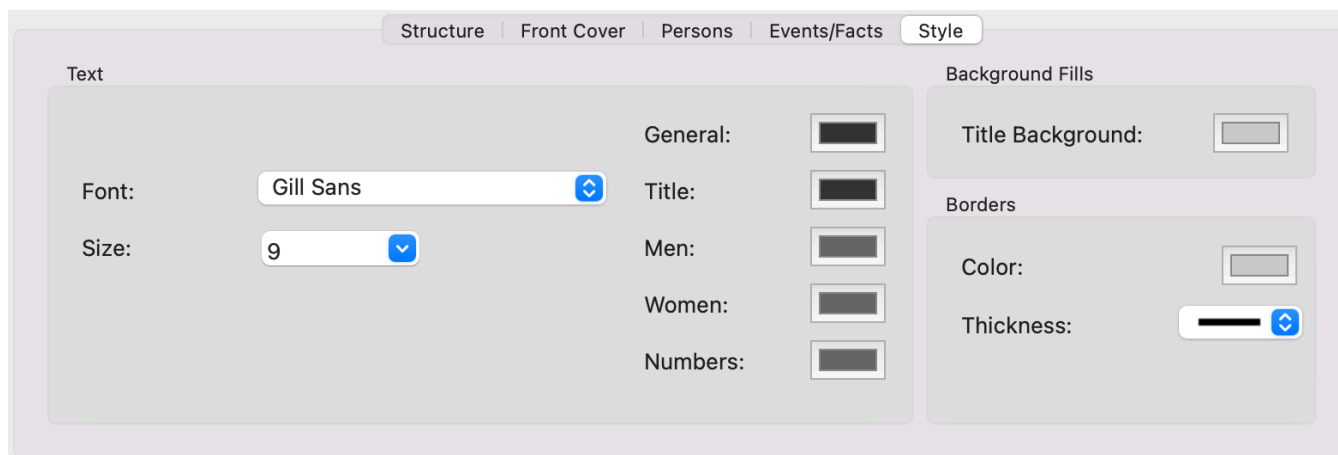 Structure Front Cover Persons Events/Facts Style
Text
General:
Font: Gill Sans
Title:
Size: 9
Men:
Women:
Numbers:
Background Fills
Title Background:
Borders
Color:
Thickness: